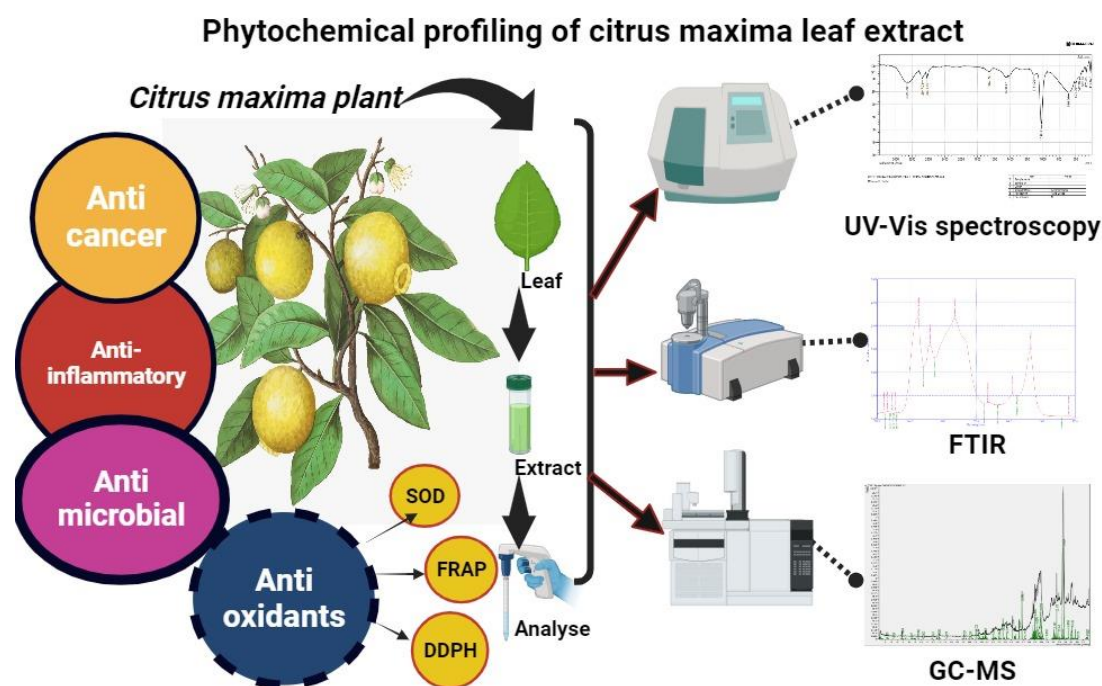 Phytochemical profiling of citrus maxima leaf extract
Citrus maxima plant
Anti
cancer
Anti-
inflammatory
Anti
microbial
Anti
oxidants
SOD
FRAP
DDPH
Leaf
Extract
Analyse
UV-Vis spectroscopy
FTIR
GC-MS